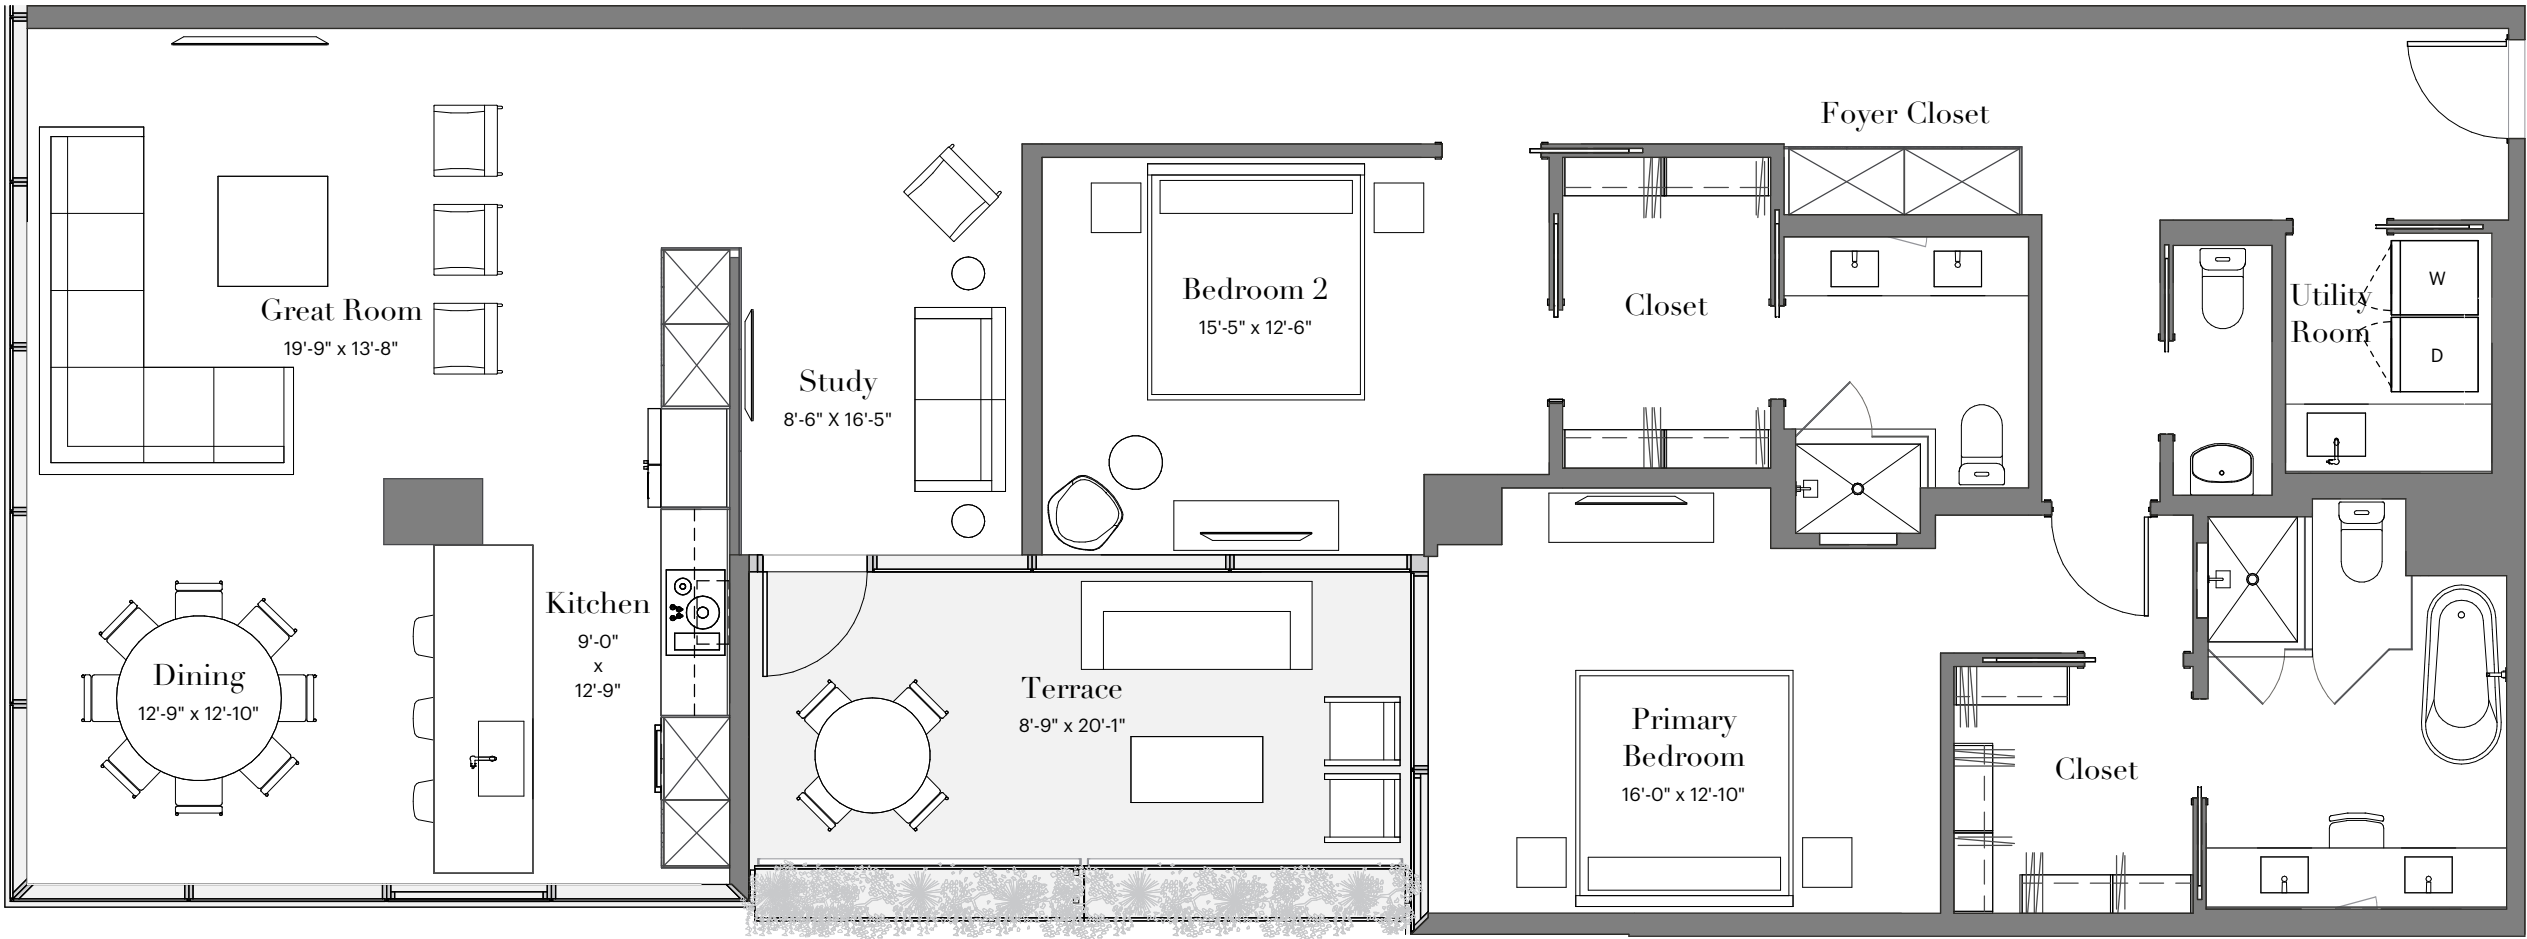 Foyer Closet
Great Room
19'-9" x 13'-8"
Study
8'-6" X 16'-5"
Bedroom 2
15'-5" x 12'-6"
Closet
Utility
Room
W
D
Dining
12'-9" x 12'-10"
Kitchen
9'-0"
x
12'-9"
Terrace
8'-9" x 20'-1"
Primary
Bedroom
16'-0" x 12'-10"
Closet